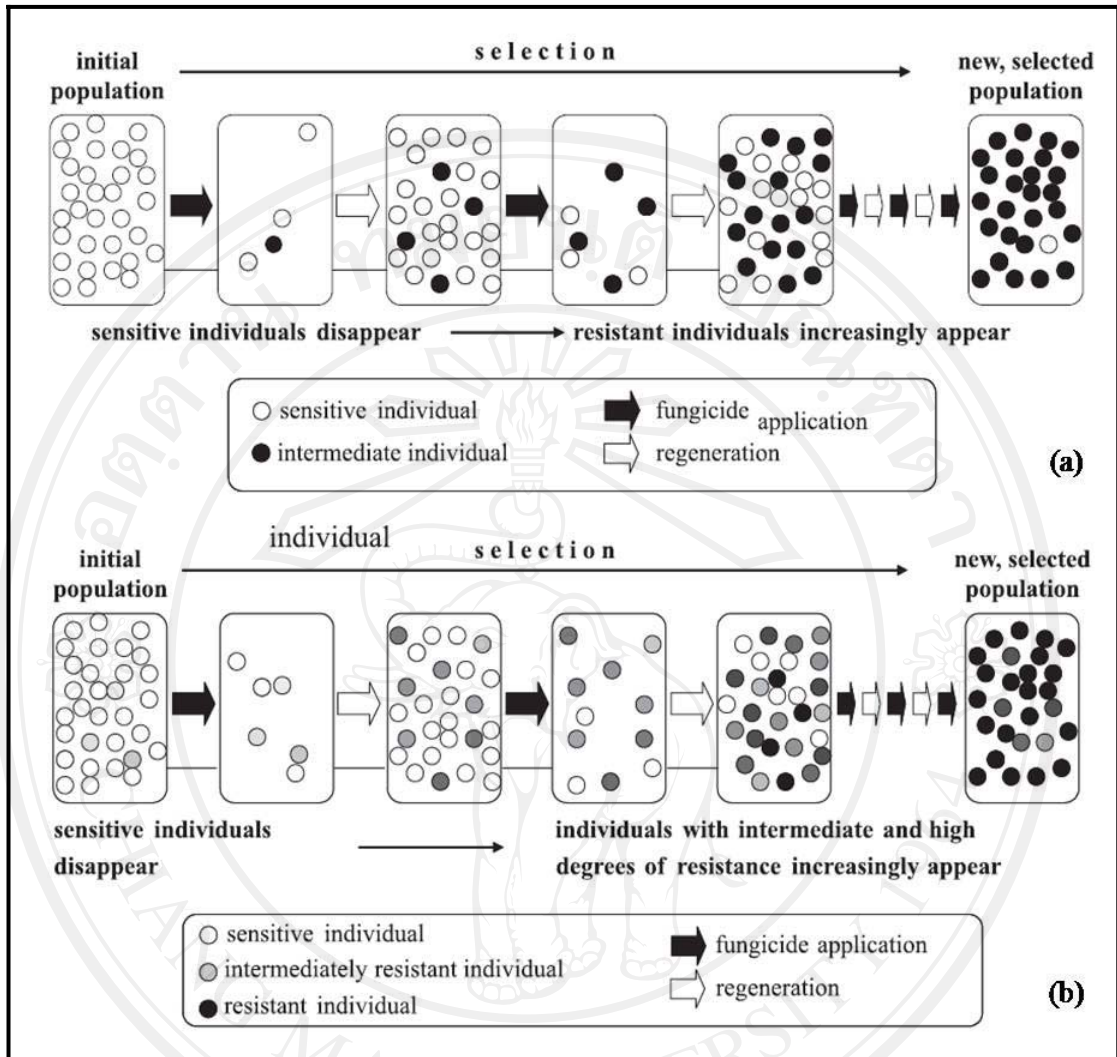 selection
initial
population
new, selected
population
sensitive individuals disappear
resistant individuals increasingly appear
sensitive individual
intermediate individual
fungicide application
regeneration
(a)
individual
selection
initial
population
new, selected
population
sensitive individuals
disappear
individuals with intermediate and high
degrees of resistance increasingly appear
sensitive individual
intermediately resistant individual
resistant individual
fungicide application
regeneration
(b)